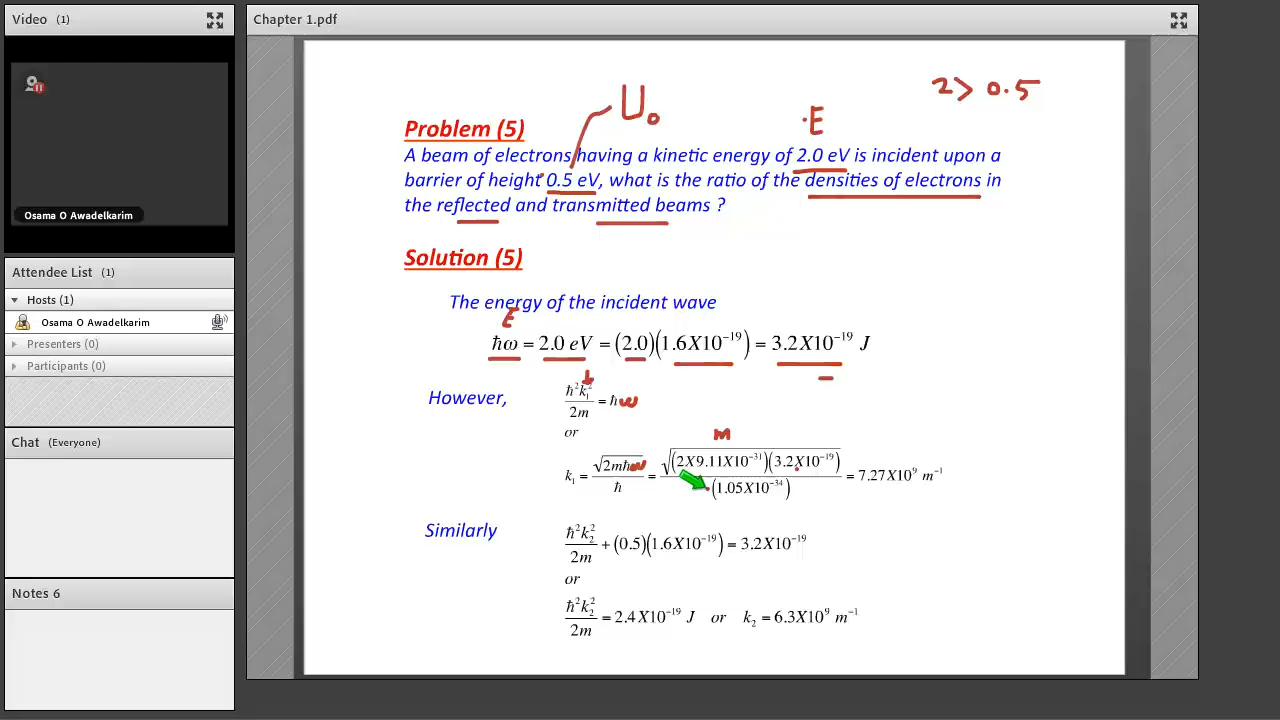 Video (1)
Osama O Awadelkarim
Attendee List (1)
Hosts (1)
Osama O Awadelkarim
Presenters (0)
Participants (0)
Chat (Everyone)
Notes 6
Chapter 1.pdf
U₀
·E
2 > 0.5
Problem (5)
A beam of electrons having a kinetic energy of 2.0 eV is incident upon a
barrier of height 0.5 eV, what is the ratio of the densities of electrons in
the reflected and transmitted beams ?
Solution (5)
The energy of the incident wave
E
ħω = 2.0 eV = (2.0)(1.6X10⁻¹⁹) = 3.2X10⁻¹⁹ J
However, ħ²k₁²/2m = ħω
or
m
k₁ = √(2mħω)/ħ = √((2X9.11X10⁻³¹)(3.2X10⁻¹⁹))/(1.05X10⁻³⁴) = 7.27X10⁹ m⁻¹
Similarly ħ²k₂²/2m + (0.5)(1.6X10⁻¹⁹) = 3.2X10⁻¹⁹
or
ħ²k₂²/2m = 2.4X10⁻¹⁹ J or k₂ = 6.3X10⁹ m⁻¹